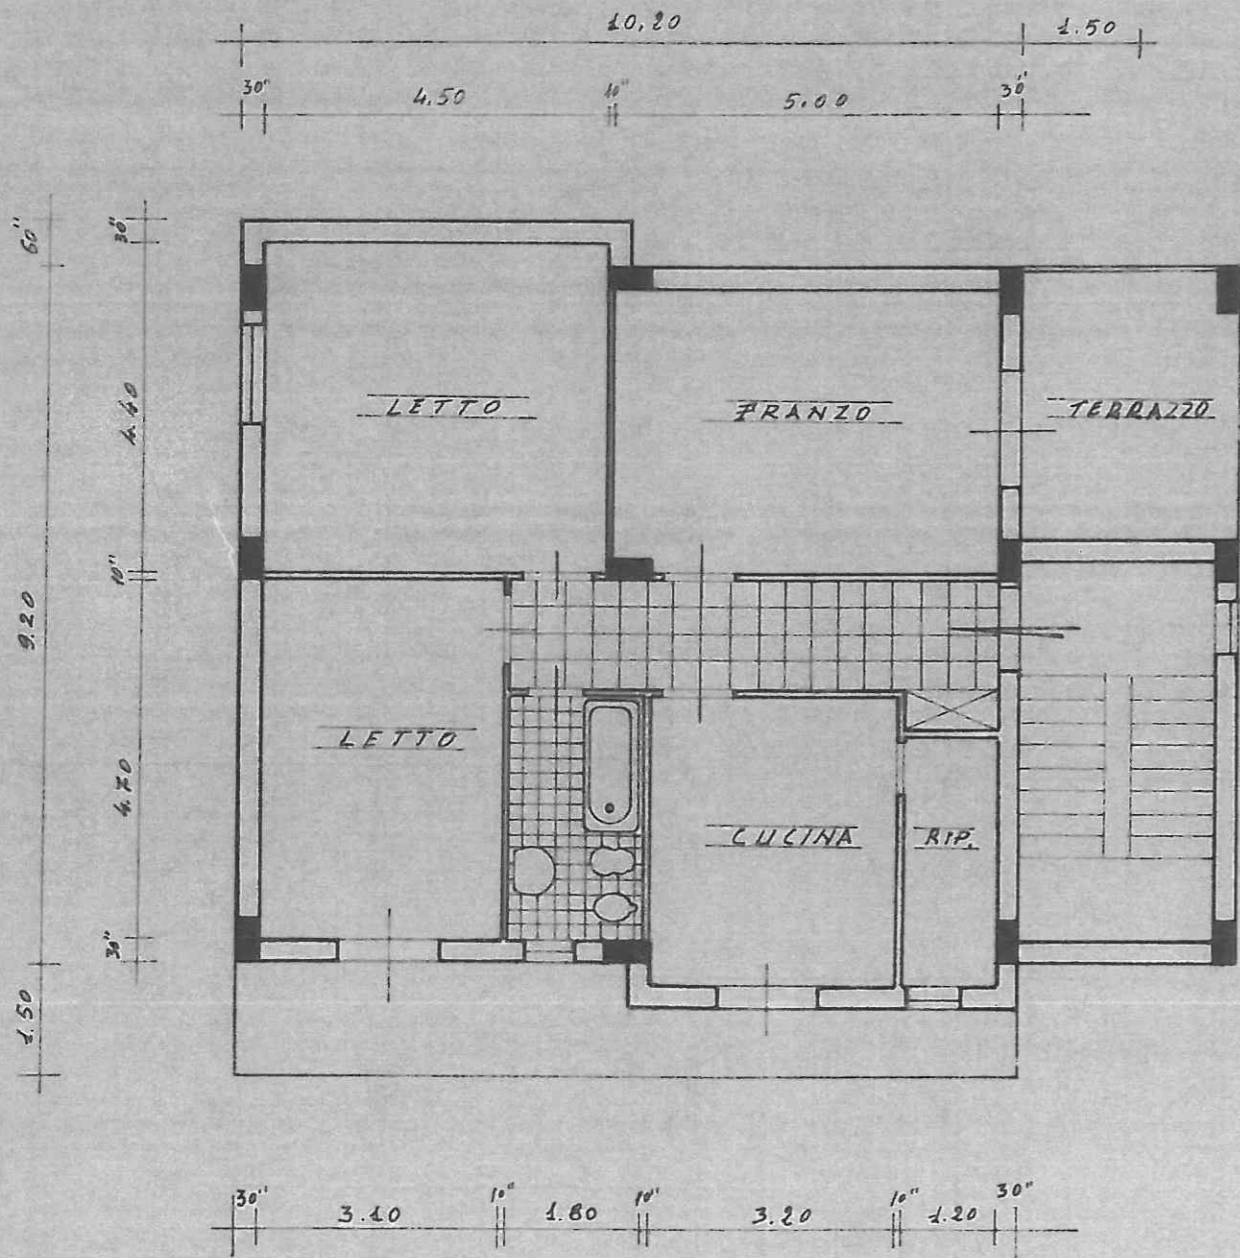 10,20 1.50
30" 4.50 10" 5.00 30"
60" 30"
LETTO PRANZO TERRAZZO
4.40
10"
9.20
LETTO
4.70
CUCINA RIP.
30"
1.50
30" 3.10 10" 1.80 10" 3.20 10" 1.20 30"